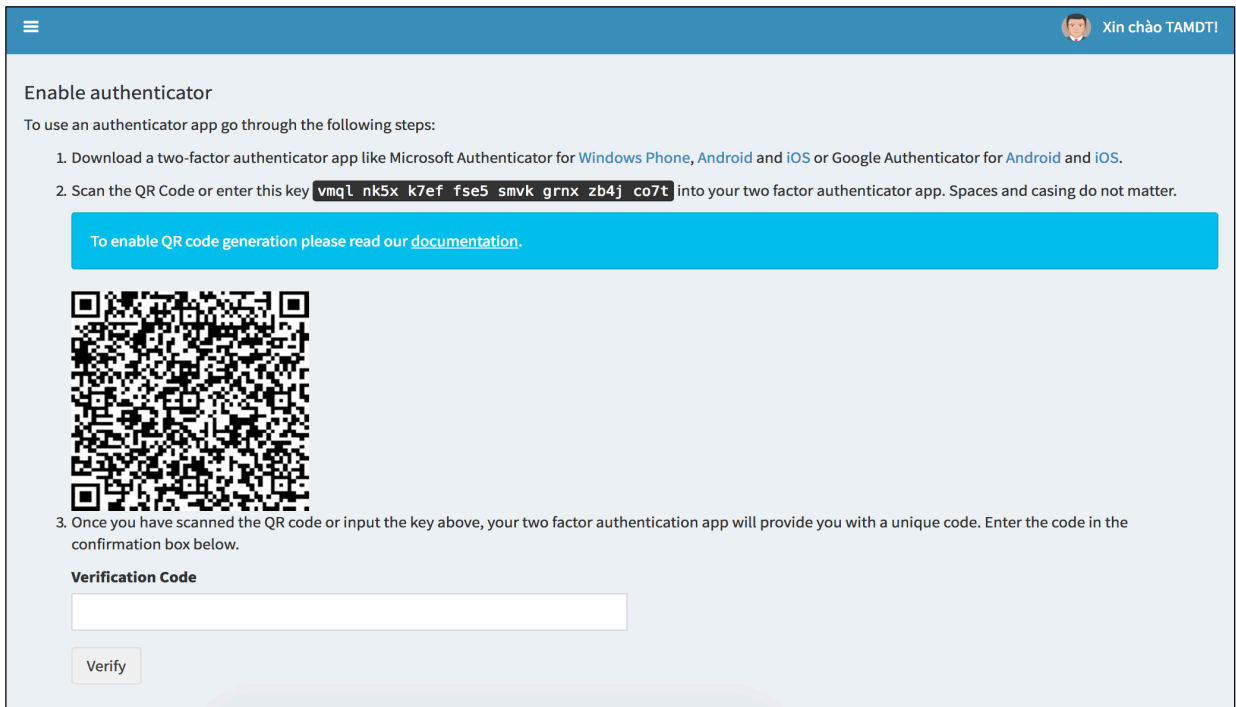 Xin chào TAMDT!
Enable authenticator
To use an authenticator app go through the following steps:
1. Download a two-factor authenticator app like Microsoft Authenticator for Windows Phone, Android and iOS or Google Authenticator for Android and iOS.
2. Scan the QR Code or enter this key vmql nk5x k7ef fse5 smvk grnx zb4j co7t into your two factor authenticator app. Spaces and casing do not matter.
To enable QR code generation please read our documentation.
3. Once you have scanned the QR code or input the key above, your two factor authentication app will provide you with a unique code. Enter the code in the
confirmation box below.
Verification Code
Verify